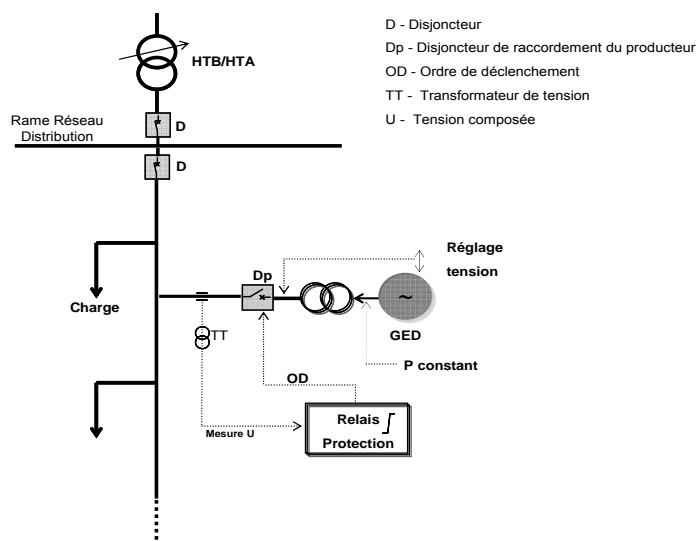 D - Disjoncteur
Dp - Disjoncteur de raccordement du producteur
OD - Ordre de déclenchement
TT - Transformateur de tension
U - Tension composée
HTB/HTA
Rame Réseau
Distribution
D
D
Réglage
tension
Dp
Charge
~
GED
TT
P constant
OD
Relais
Protection
Mesure U